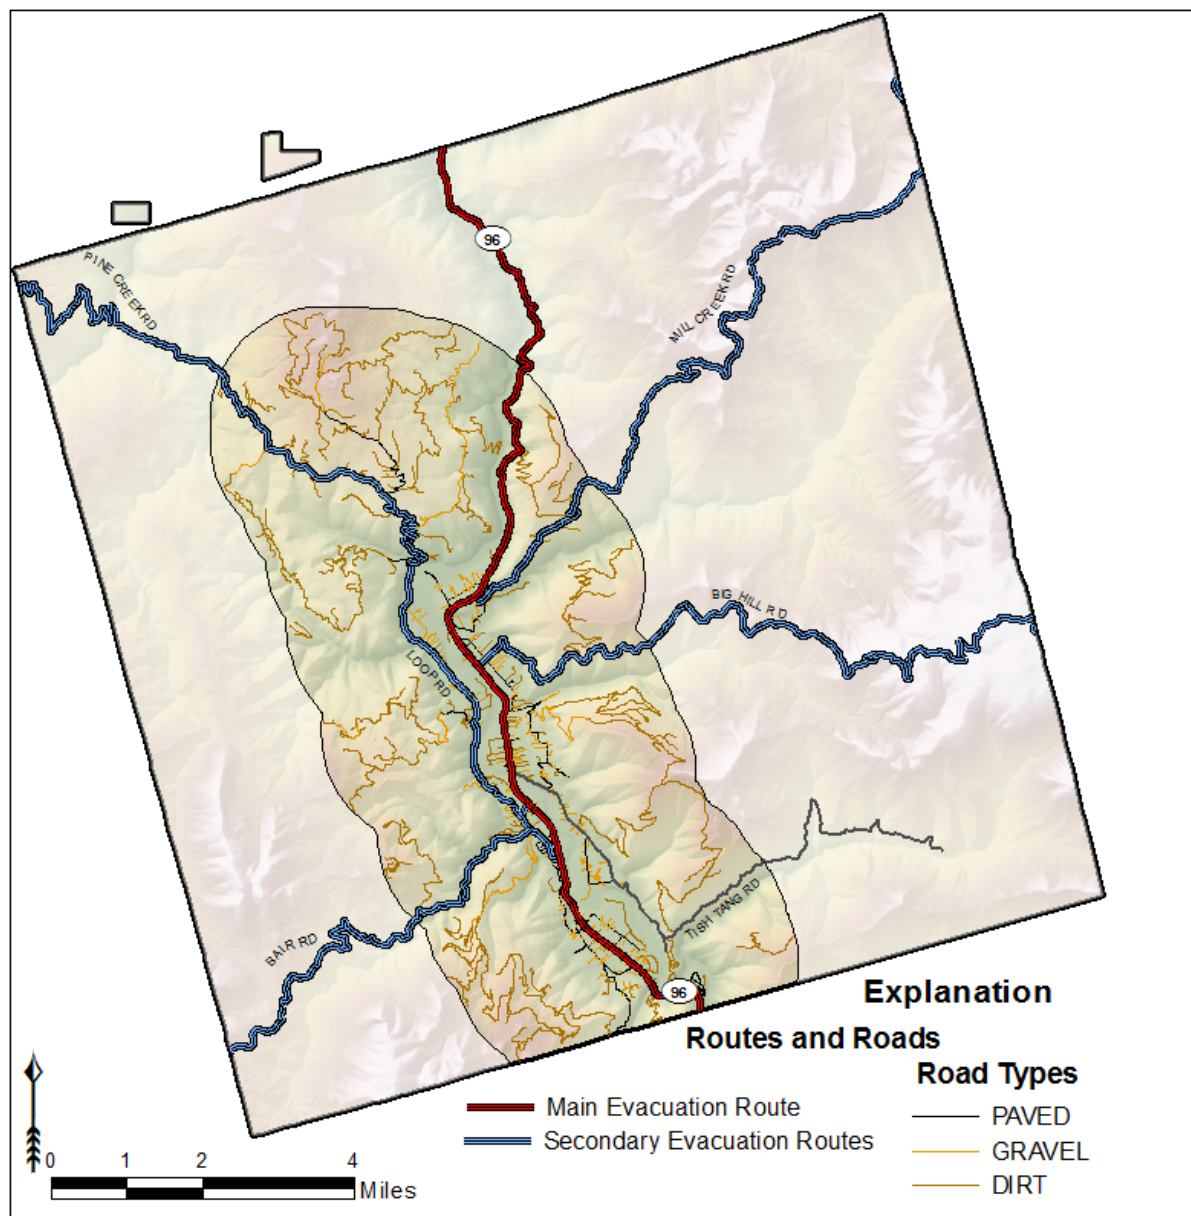 96
PINE CREEK RD
MILL CREEK RD
BIG HILL RD
LOOP RD
TISH TANG RD
BAIR RD
96
Explanation
Routes and Roads
Road Types
Main Evacuation Route
PAVED
Secondary Evacuation Routes
GRAVEL
DIRT
0 1 2 4
Miles